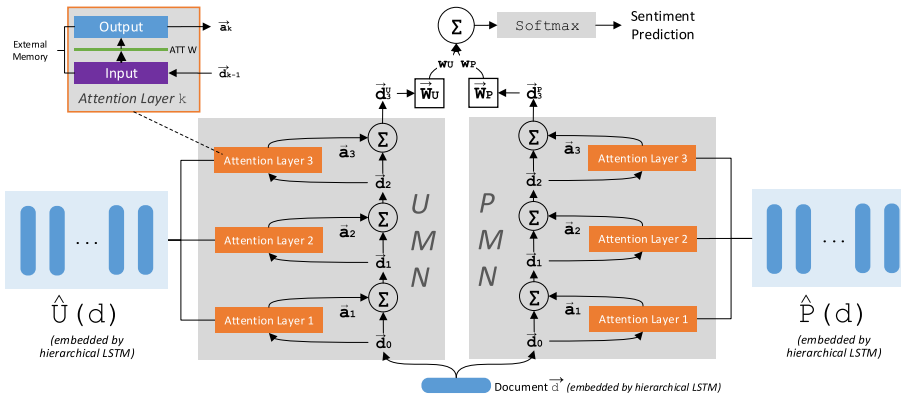 Output
a⃗k
External
Memory
ATT W
Input
d⃗k-1
Attention Layer k
Σ
Softmax
Sentiment
Prediction
wU wP
d⃗3U
W⃗U
W⃗P
d⃗3P
Σ
a⃗3
Attention Layer 3
d⃗2
Σ
a⃗2
Attention Layer 2
d⃗1
Σ
a⃗1
Attention Layer 1
d⃗0
U
M
N
P
M
N
Σ
a⃗3
Attention Layer 3
d⃗2
Σ
a⃗2
Attention Layer 2
d⃗1
Σ
a⃗1
Attention Layer 1
d⃗0
...
Û(d)
(embedded by
hierarchical LSTM)
...
P̂(d)
(embedded by
hierarchical LSTM)
Document d⃗ (embedded by hierarchical LSTM)